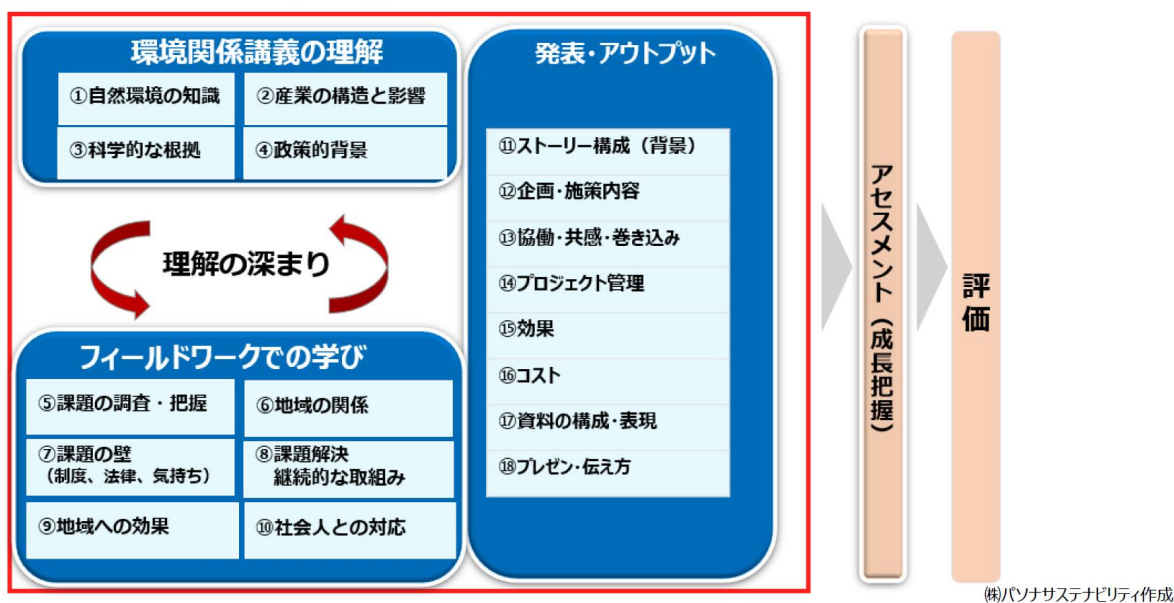 環境関係講義の理解
①自然環境の知識
②産業の構造と影響
③科学的な根拠
④政策的背景
理解の深まり
フィールドワークでの学び
⑤課題の調査・把握
⑥地域の関係
⑦課題の壁
（制度、法律、気持ち）
⑧課題解決
継続的な取組み
⑨地域への効果
⑩社会人との対応
発表・アウトプット
⑪ストーリー構成（背景）
⑫企画・施策内容
⑬協働・共感・巻き込み
⑭プロジェクト管理
⑮効果
⑯コスト
⑰資料の構成・表現
⑱プレゼン・伝え方
アセスメント（成長把握）
評価
㈱パソナサステナビリティ作成